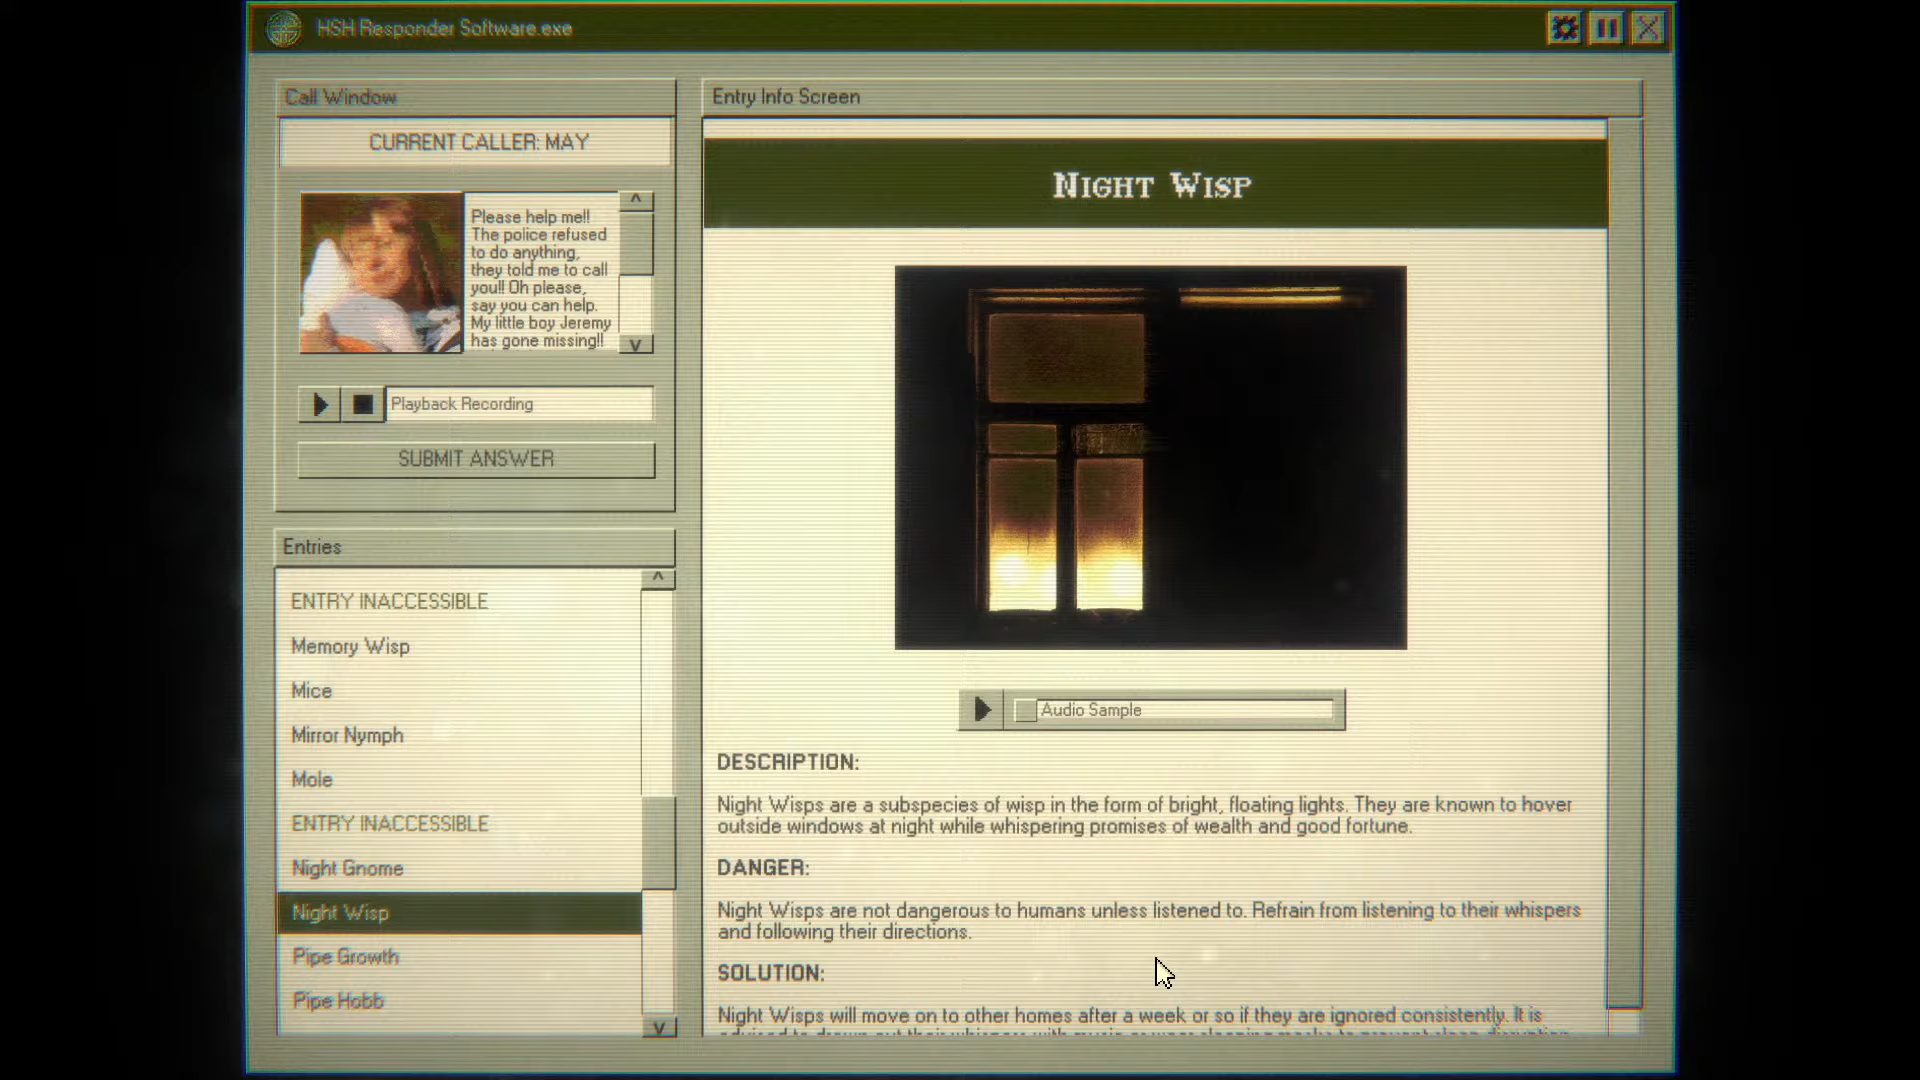 HSH Responder Software.exe
Call Window
CURRENT CALLER: MAY
Please help me!!
The police refused
to do anything,
they told me to call
you!! Oh please,
say you can help.
My little boy Jeremy
has gone missing!!
Playback Recording
SUBMIT ANSWER
Entries
ENTRY INACCESSIBLE
Memory Wisp
Mice
Mirror Nymph
Mole
ENTRY INACCESSIBLE
Night Gnome
Night Wisp
Pipe Growth
Pipe Hobb
Entry Info Screen
Night Wisp
Audio Sample
DESCRIPTION:
Night Wisps are a subspecies of wisp in the form of bright, floating lights. They are known to hover
outside windows at night while whispering promises of wealth and good fortune.
DANGER:
Night Wisps are not dangerous to humans unless listened to. Refrain from listening to their whispers
and following their directions.
SOLUTION:
Night Wisps will move on to other homes after a week or so if they are ignored consistently. It is